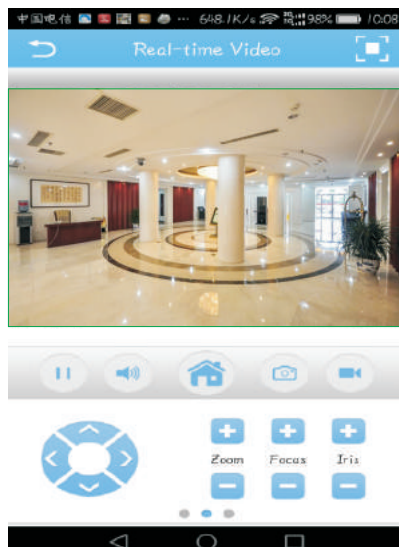 中国电信 ... 648.1K/s 98% 10:08
Real-time Video
Zoom Focus Iris